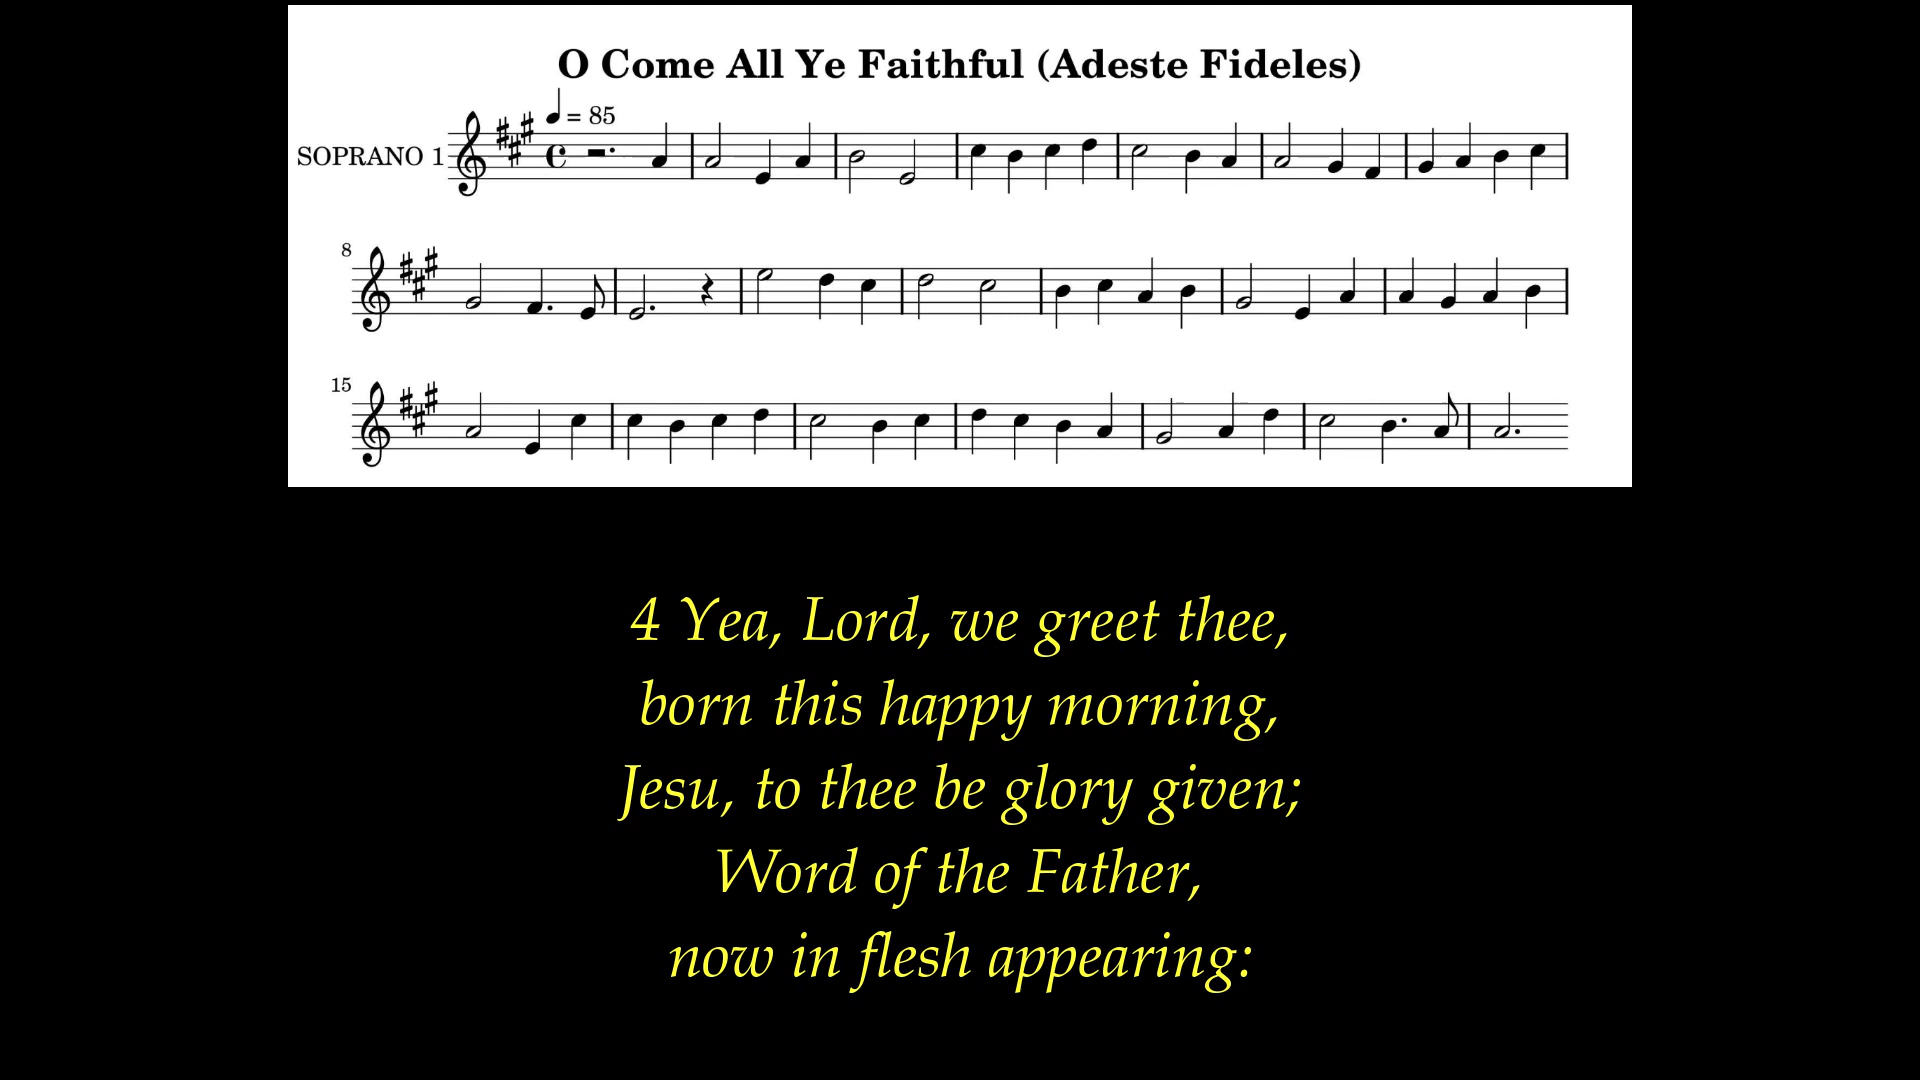 O Come All Ye Faithful (Adeste Fideles)
= 85
SOPRANO 1
8
15
4 Yea, Lord, we greet thee,
born this happy morning,
Jesu, to thee be glory given;
Word of the Father,
now in flesh appearing: